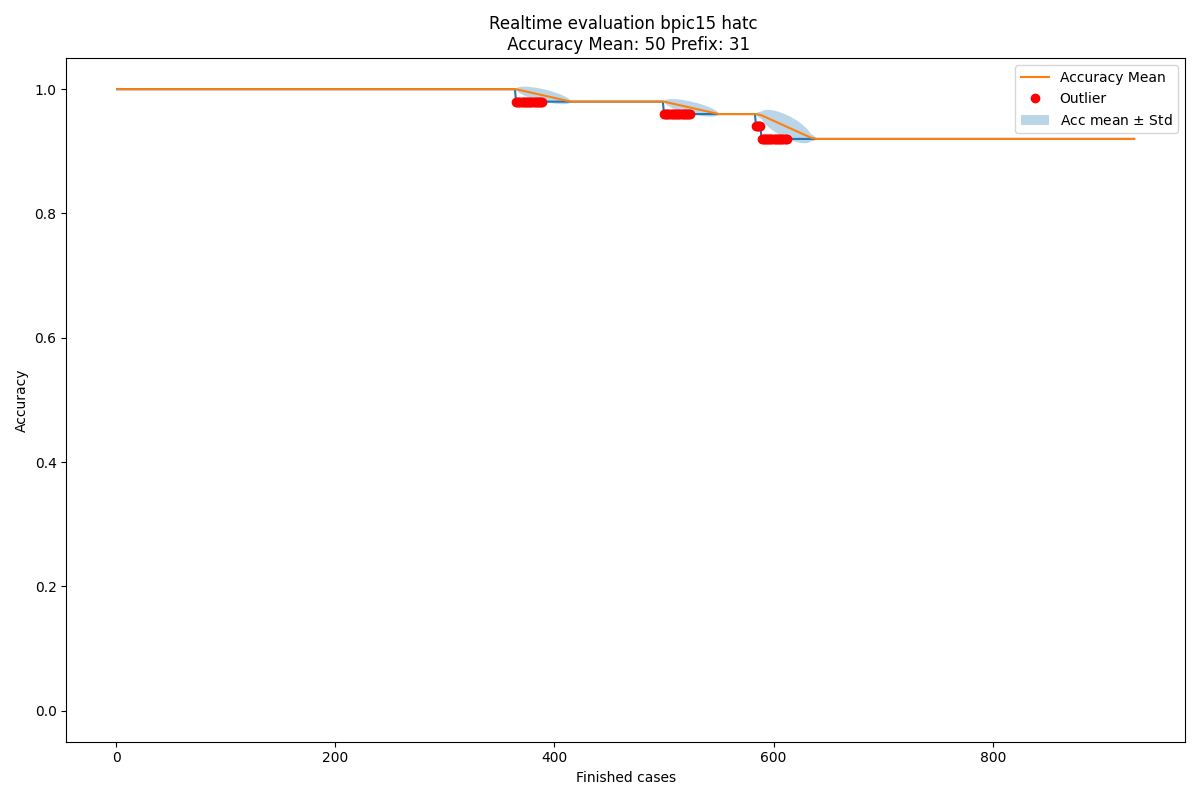 Realtime evaluation bpic15 hatc
Accuracy Mean: 50 Prefix: 31
Accuracy Mean
Outlier
Acc mean ± Std
1.0
0.8
0.6
0.4
0.2
0.0
Accuracy
0 200 400 600 800
Finished cases